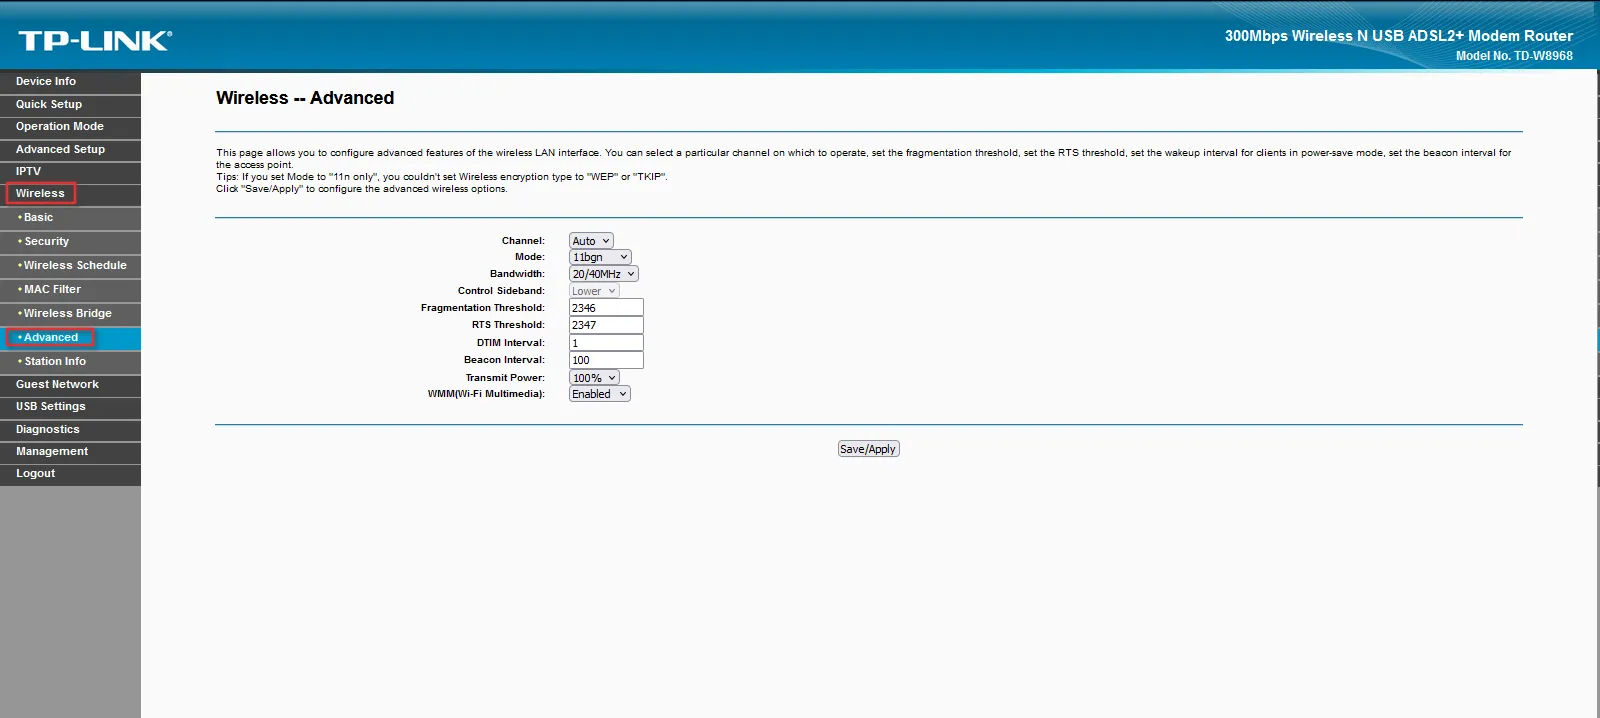 TP-LINK®
300Mbps Wireless N USB ADSL2+ Modem Router
Model No. TD-W8968
Device Info
Quick Setup
Operation Mode
Advanced Setup
IPTV
Wireless
• Basic
• Security
• Wireless Schedule
• MAC Filter
• Wireless Bridge
• Advanced
• Station Info
Guest Network
USB Settings
Diagnostics
Management
Logout
Wireless -- Advanced
This page allows you to configure advanced features of the wireless LAN interface. You can select a particular channel on which to operate, set the fragmentation threshold, set the RTS threshold, set the wakeup interval for clients in power-save mode, set the beacon interval for
the access point.
Tips: If you set Mode to "11n only", you couldn't set Wireless encryption type to "WEP" or "TKIP".
Click "Save/Apply" to configure the advanced wireless options.
Channel: Auto
Mode: 11bgn
Bandwidth: 20/40MHz
Control Sideband: Lower
Fragmentation Threshold: 2346
RTS Threshold: 2347
DTIM Interval: 1
Beacon Interval: 100
Transmit Power: 100%
WMM(Wi-Fi Multimedia): Enabled
Save/Apply